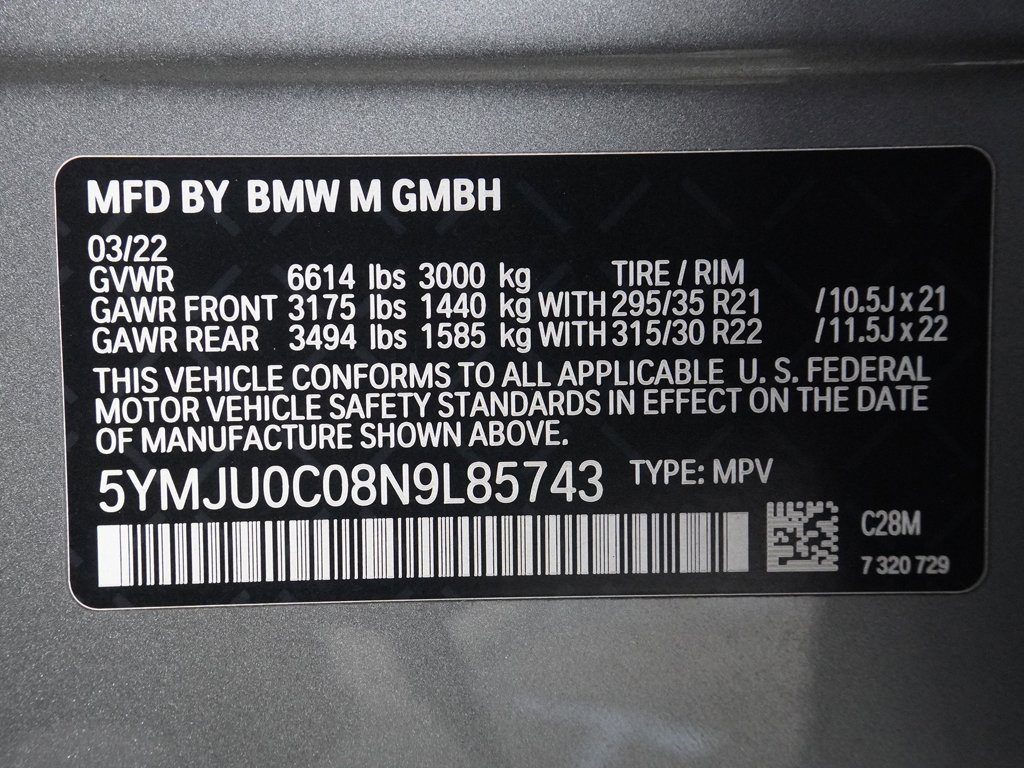 MFD BY BMW M GMBH
03/22
GVWR 6614 lbs 3000 kg TIRE / RIM
GAWR FRONT 3175 lbs 1440 kg WITH 295/35 R21 /10.5J x 21
GAWR REAR 3494 lbs 1585 kg WITH 315/30 R22 /11.5J x 22
THIS VEHICLE CONFORMS TO ALL APPLICABLE U. S. FEDERAL
MOTOR VEHICLE SAFETY STANDARDS IN EFFECT ON THE DATE
OF MANUFACTURE SHOWN ABOVE.
5YMJU0C08N9L85743 TYPE: MPV
C28M
7 320 729